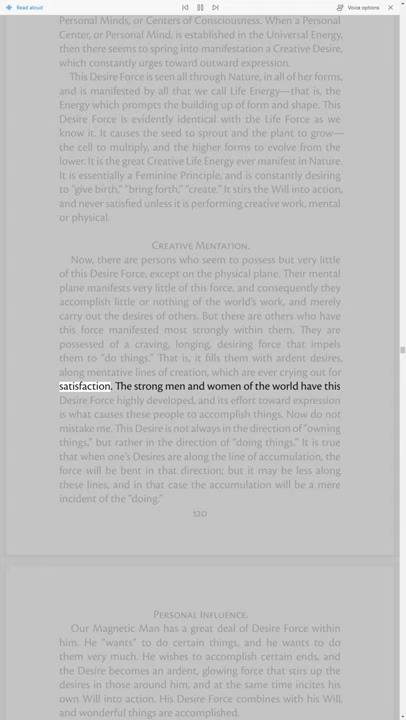 Read aloud
Voice options
Personal Minds, or Centers of Consciousness. When a Personal
Center, or Personal Mind, is established in the Universal Energy,
then there seems to spring into manifestation a Creative Desire,
which constantly urges toward outward expression.
This Desire Force is seen all through Nature, in all of her forms,
and is manifested by all that we call Life Energy—that is, the
Energy which prompts the building up of form and shape. This
Desire Force is evidently identical with the Life Force as we
know it. It causes the seed to sprout and the plant to grow—
the cell to multiply, and the higher forms to evolve from the
lower. It is the great Creative Life Energy ever manifest in Nature.
It is essentially a Feminine Principle, and is constantly desiring
to “give birth,” “bring forth,” “create.” It stirs the Will into action,
and never satisfied unless it is performing creative work, mental
or physical.
Creative Mentation.
Now, there are persons who seem to possess but very little
of this Desire Force, except on the physical plane. Their mental
plane manifests very little of this force, and consequently they
accomplish little or nothing of the world’s work, and merely
carry out the desires of others. But there are others who have
this force manifested most strongly within them. They are
possessed of a craving, longing, desiring force that impels
them to “do things.” That is, it fills them with ardent desires,
along mentative lines of creation, which are ever crying out for
satisfaction. The strong men and women of the world have this
Desire Force highly developed, and its effort toward expression
is what causes these people to accomplish things. Now do not
mistake me. This Desire is not always in the direction of “owning
things,” but rather in the direction of “doing things.” It is true
that when one’s Desires are along the line of accumulation, the
force will be bent in that direction; but it may be less along
these lines, and in that case the accumulation will be a mere
incident of the “doing.”
520
Personal Influence.
Our Magnetic Man has a great deal of Desire Force within
him. He “wants” to do certain things, and he wants to do
them very much. He wishes to accomplish certain ends, and
the Desire becomes an ardent, glowing force that stirs up the
desires in those around him, and at the same time incites his
own Will into action. His Desire Force combines with his Will,
and wonderful things are accomplished.